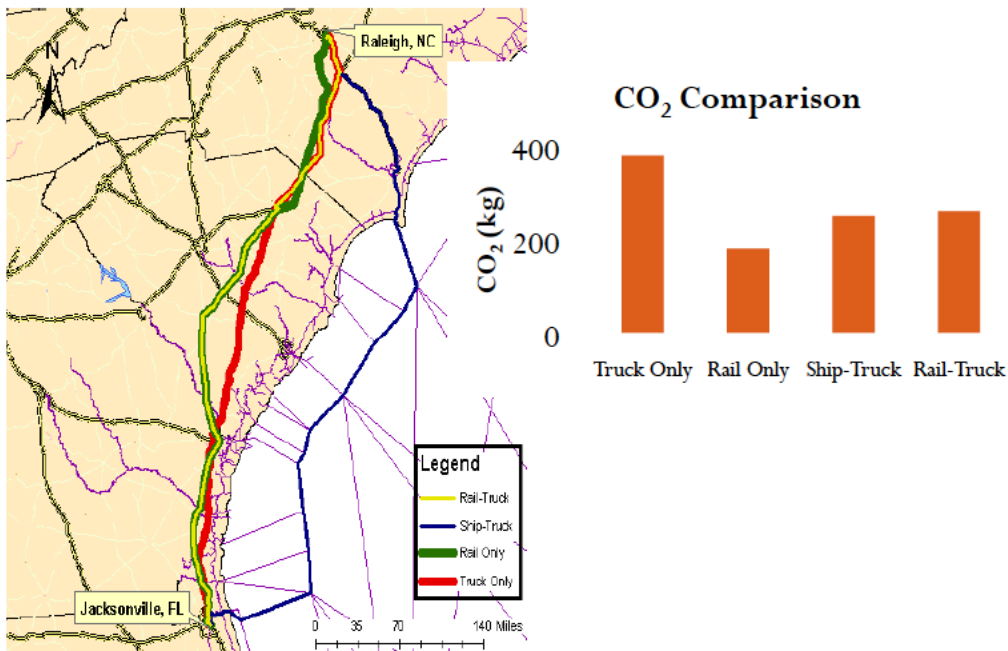 Raleigh, NC
N
Legend
Rail-Truck
Ship-Truck
Rail Only
Truck Only
Jacksonville, FL
0 35 70 140 Miles
CO₂ Comparison
CO₂ (kg)
400
200
0
Truck Only Rail Only Ship-Truck Rail-Truck